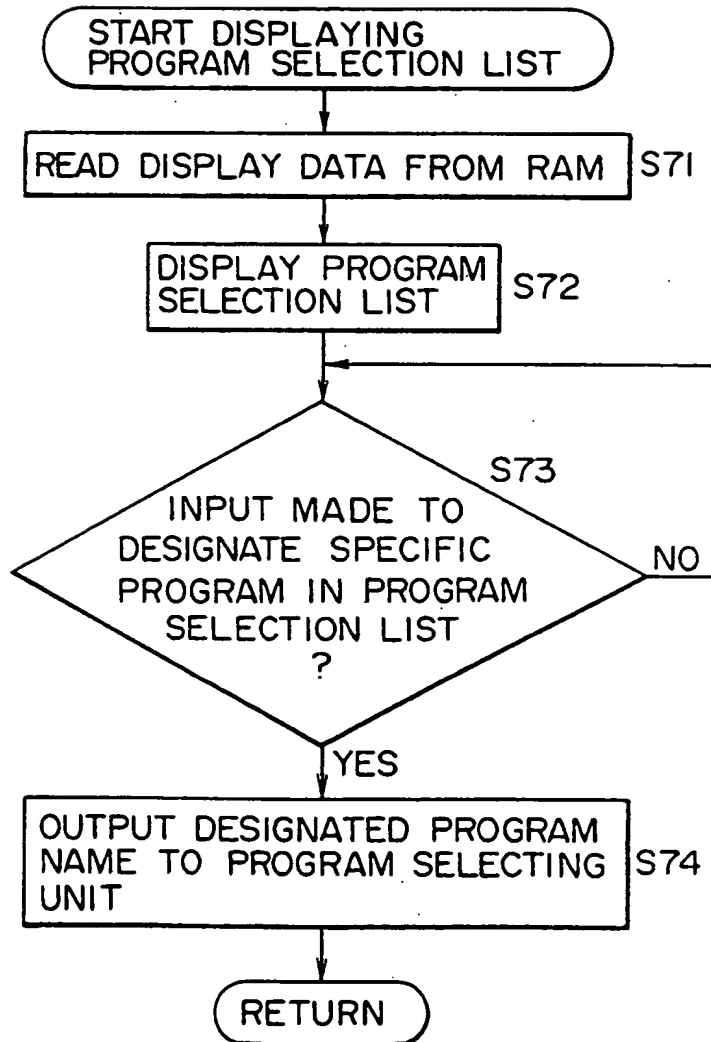 START DISPLAYING
PROGRAM SELECTION LIST
READ DISPLAY DATA FROM RAM
S71
DISPLAY PROGRAM
SELECTION LIST
S72
S73
INPUT MADE TO
DESIGNATE SPECIFIC
PROGRAM IN PROGRAM
SELECTION LIST
?
NO
YES
OUTPUT DESIGNATED PROGRAM
NAME TO PROGRAM SELECTING
UNIT
S74
RETURN